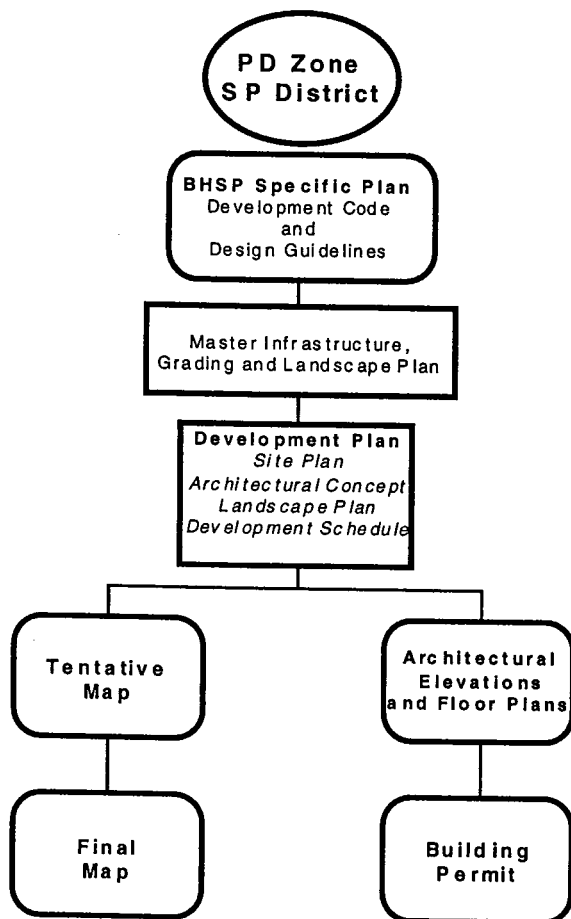 PD Zone
SP District
BHSP Specific Plan
Development Code
and
Design Guidelines
Master Infrastructure,
Grading and Landscape Plan
Development Plan
Site Plan
Architectural Concept
Landscape Plan
Development Schedule
Tentative
Map
Architectural
Elevations
and Floor Plans
Final
Map
Building
Permit